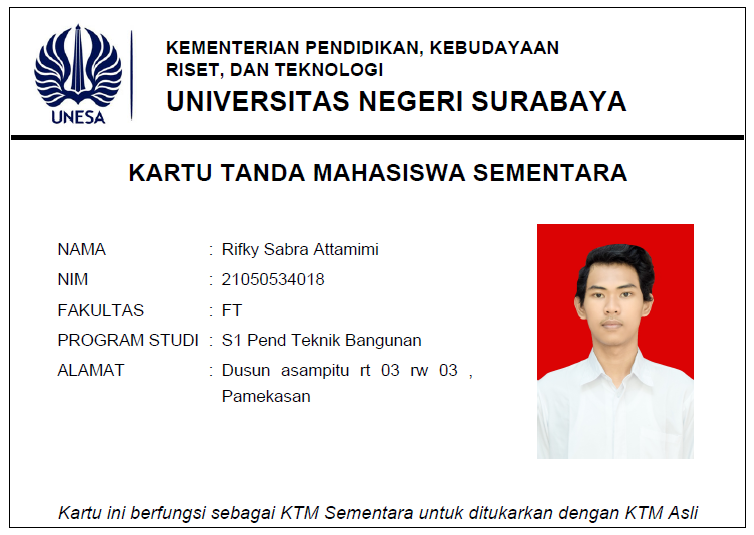 UNESA
KEMENTERIAN PENDIDIKAN, KEBUDAYAAN
RISET, DAN TEKNOLOGI
UNIVERSITAS NEGERI SURABAYA
KARTU TANDA MAHASISWA SEMENTARA
NAMA : Rifky Sabra Attamimi
NIM : 21050534018
FAKULTAS : FT
PROGRAM STUDI : S1 Pend Teknik Bangunan
ALAMAT : Dusun asampitu rt 03 rw 03 ,
Pamekasan
Kartu ini berfungsi sebagai KTM Sementara untuk ditukarkan dengan KTM Asli